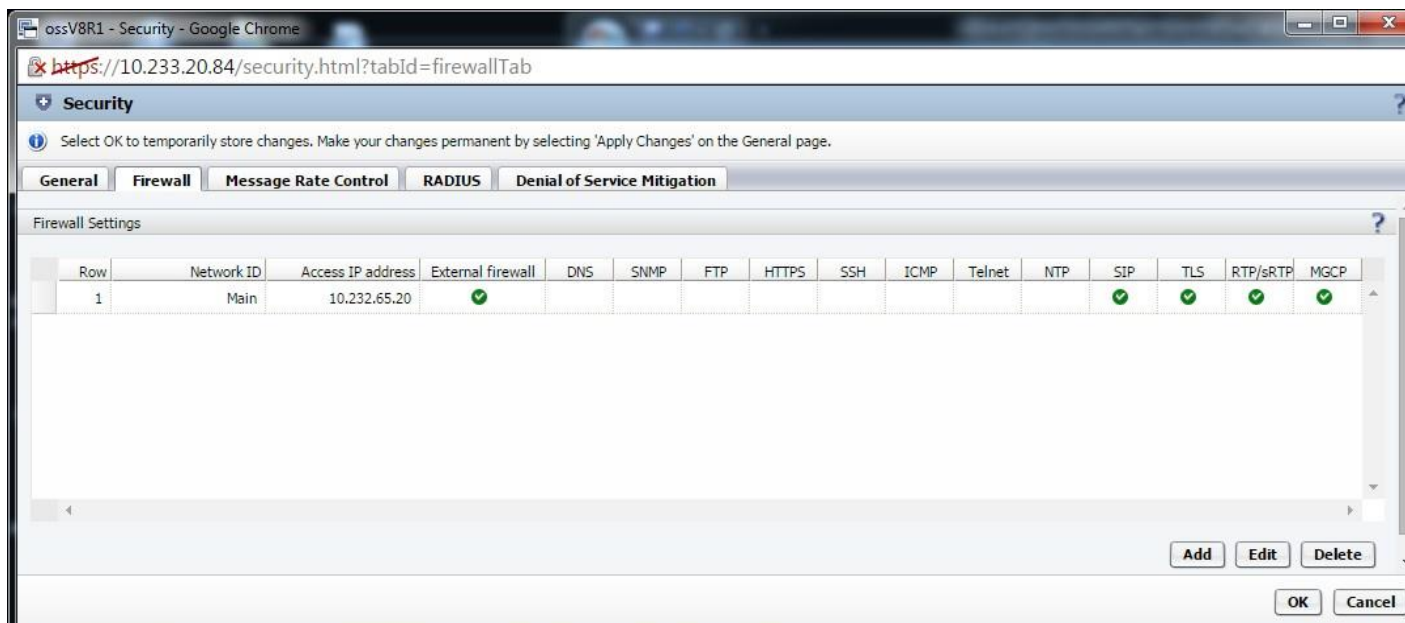 ossV8R1 - Security - Google Chrome
https://10.233.20.84/security.html?tabId=firewallTab
Security ?
Select OK to temporarily store changes. Make your changes permanent by selecting 'Apply Changes' on the General page.
General Firewall Message Rate Control RADIUS Denial of Service Mitigation
Firewall Settings ?
Row Network ID Access IP address External firewall DNS SNMP FTP HTTPS SSH ICMP Telnet NTP SIP TLS RTP/sRTP MGCP
1 Main 10.232.65.20
Add Edit Delete
OK Cancel